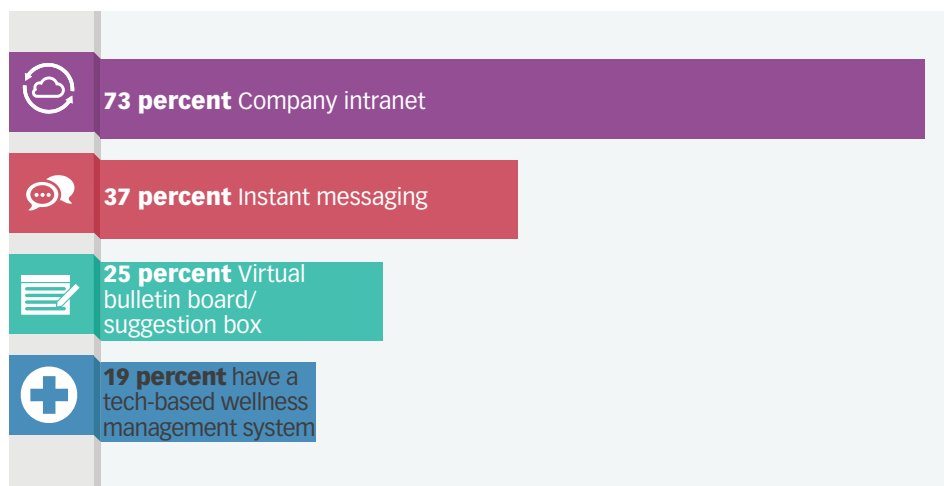 73 percent Company intranet
37 percent Instant messaging
25 percent Virtual
bulletin board/
suggestion box
19 percent have a
tech-based wellness
management system